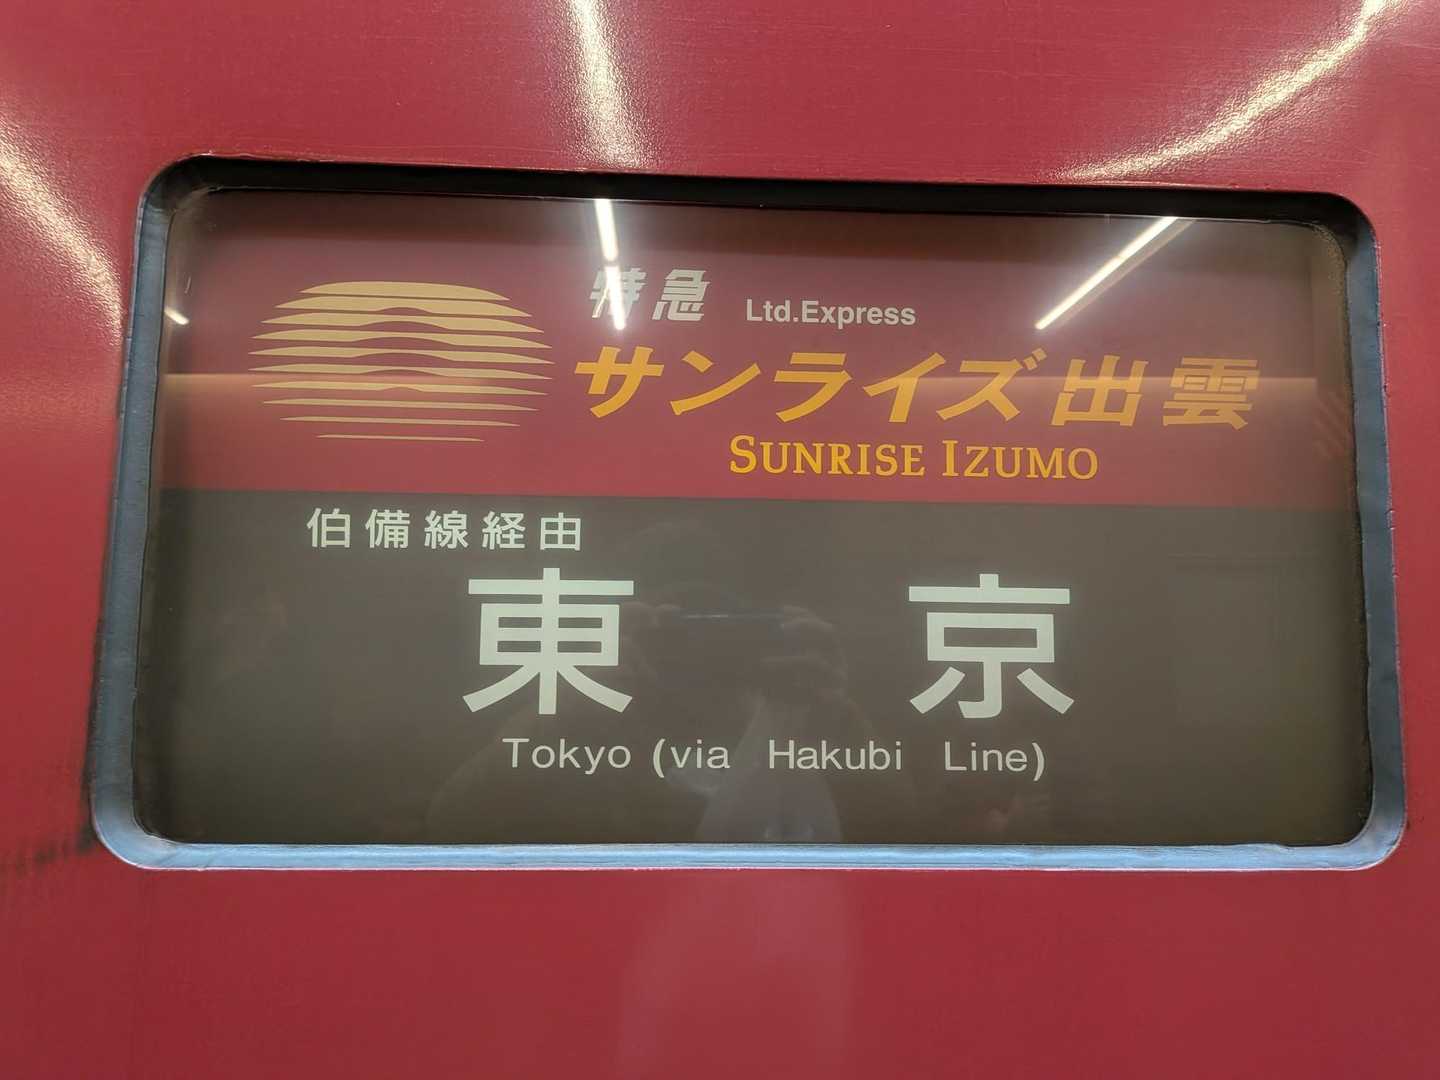 特急 Ltd.Express
サンライズ出雲
SUNRISE IZUMO
伯備線経由
東京
Tokyo (via Hakubi Line)